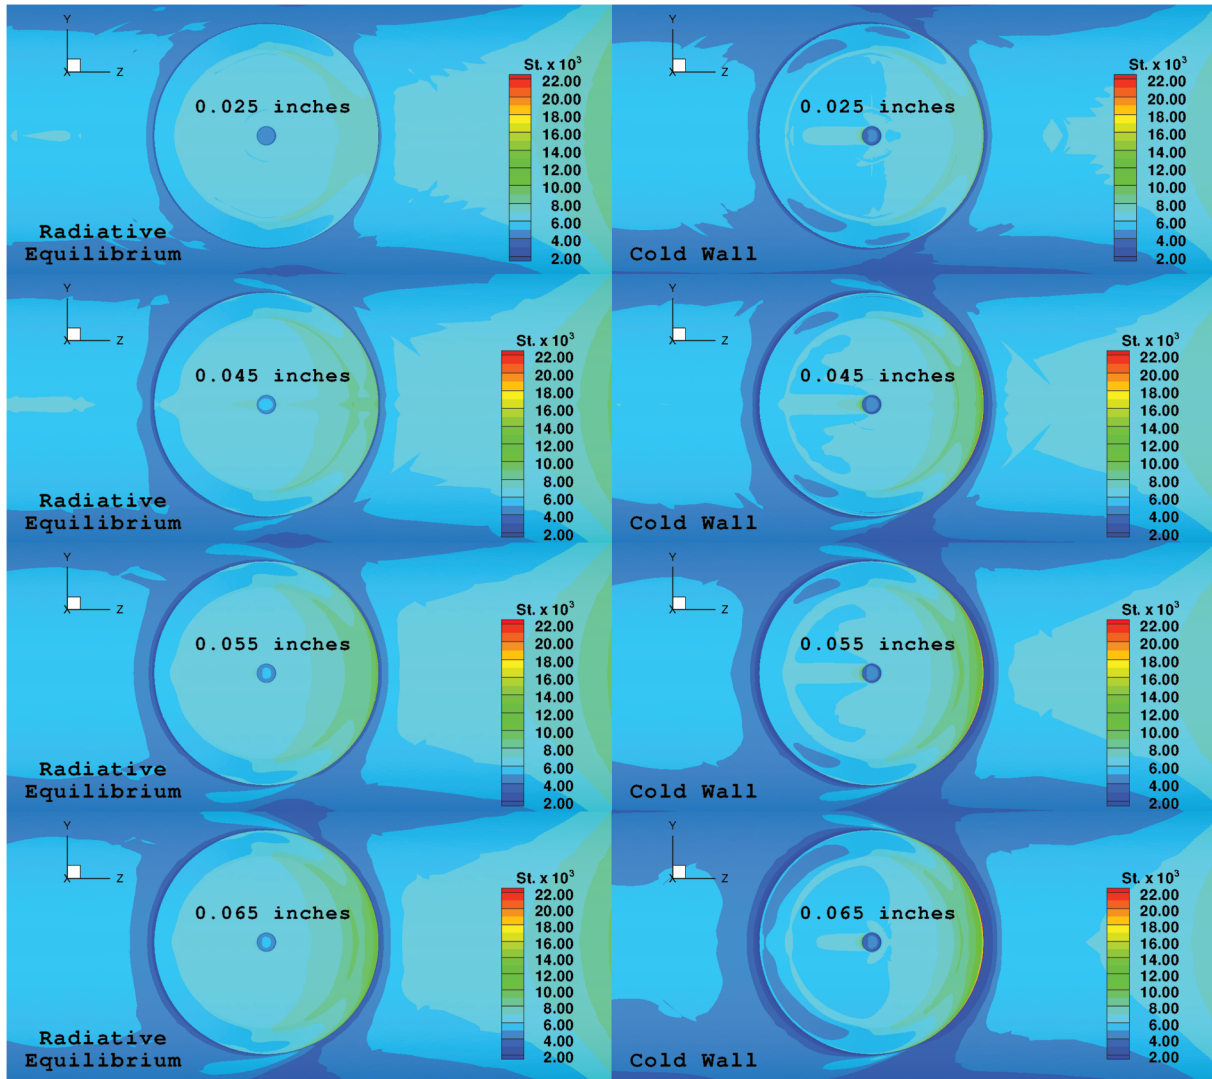 Y
X
Z
0.025 inches
Radiative
Equilibrium
St. x 10³
22.00
20.00
18.00
16.00
14.00
12.00
10.00
8.00
6.00
4.00
2.00
Y
X
Z
0.025 inches
Cold Wall
St. x 10³
22.00
20.00
18.00
16.00
14.00
12.00
10.00
8.00
6.00
4.00
2.00
Y
X
Z
0.045 inches
Radiative
Equilibrium
St. x 10³
22.00
20.00
18.00
16.00
14.00
12.00
10.00
8.00
6.00
4.00
2.00
Y
X
Z
0.045 inches
Cold Wall
St. x 10³
22.00
20.00
18.00
16.00
14.00
12.00
10.00
8.00
6.00
4.00
2.00
Y
X
Z
0.055 inches
Radiative
Equilibrium
St. x 10³
22.00
20.00
18.00
16.00
14.00
12.00
10.00
8.00
6.00
4.00
2.00
Y
X
Z
0.055 inches
Cold Wall
St. x 10³
22.00
20.00
18.00
16.00
14.00
12.00
10.00
8.00
6.00
4.00
2.00
Y
X
Z
0.065 inches
Radiative
Equilibrium
St. x 10³
22.00
20.00
18.00
16.00
14.00
12.00
10.00
8.00
6.00
4.00
2.00
Y
X
Z
0.065 inches
Cold Wall
St. x 10³
22.00
20.00
18.00
16.00
14.00
12.00
10.00
8.00
6.00
4.00
2.00